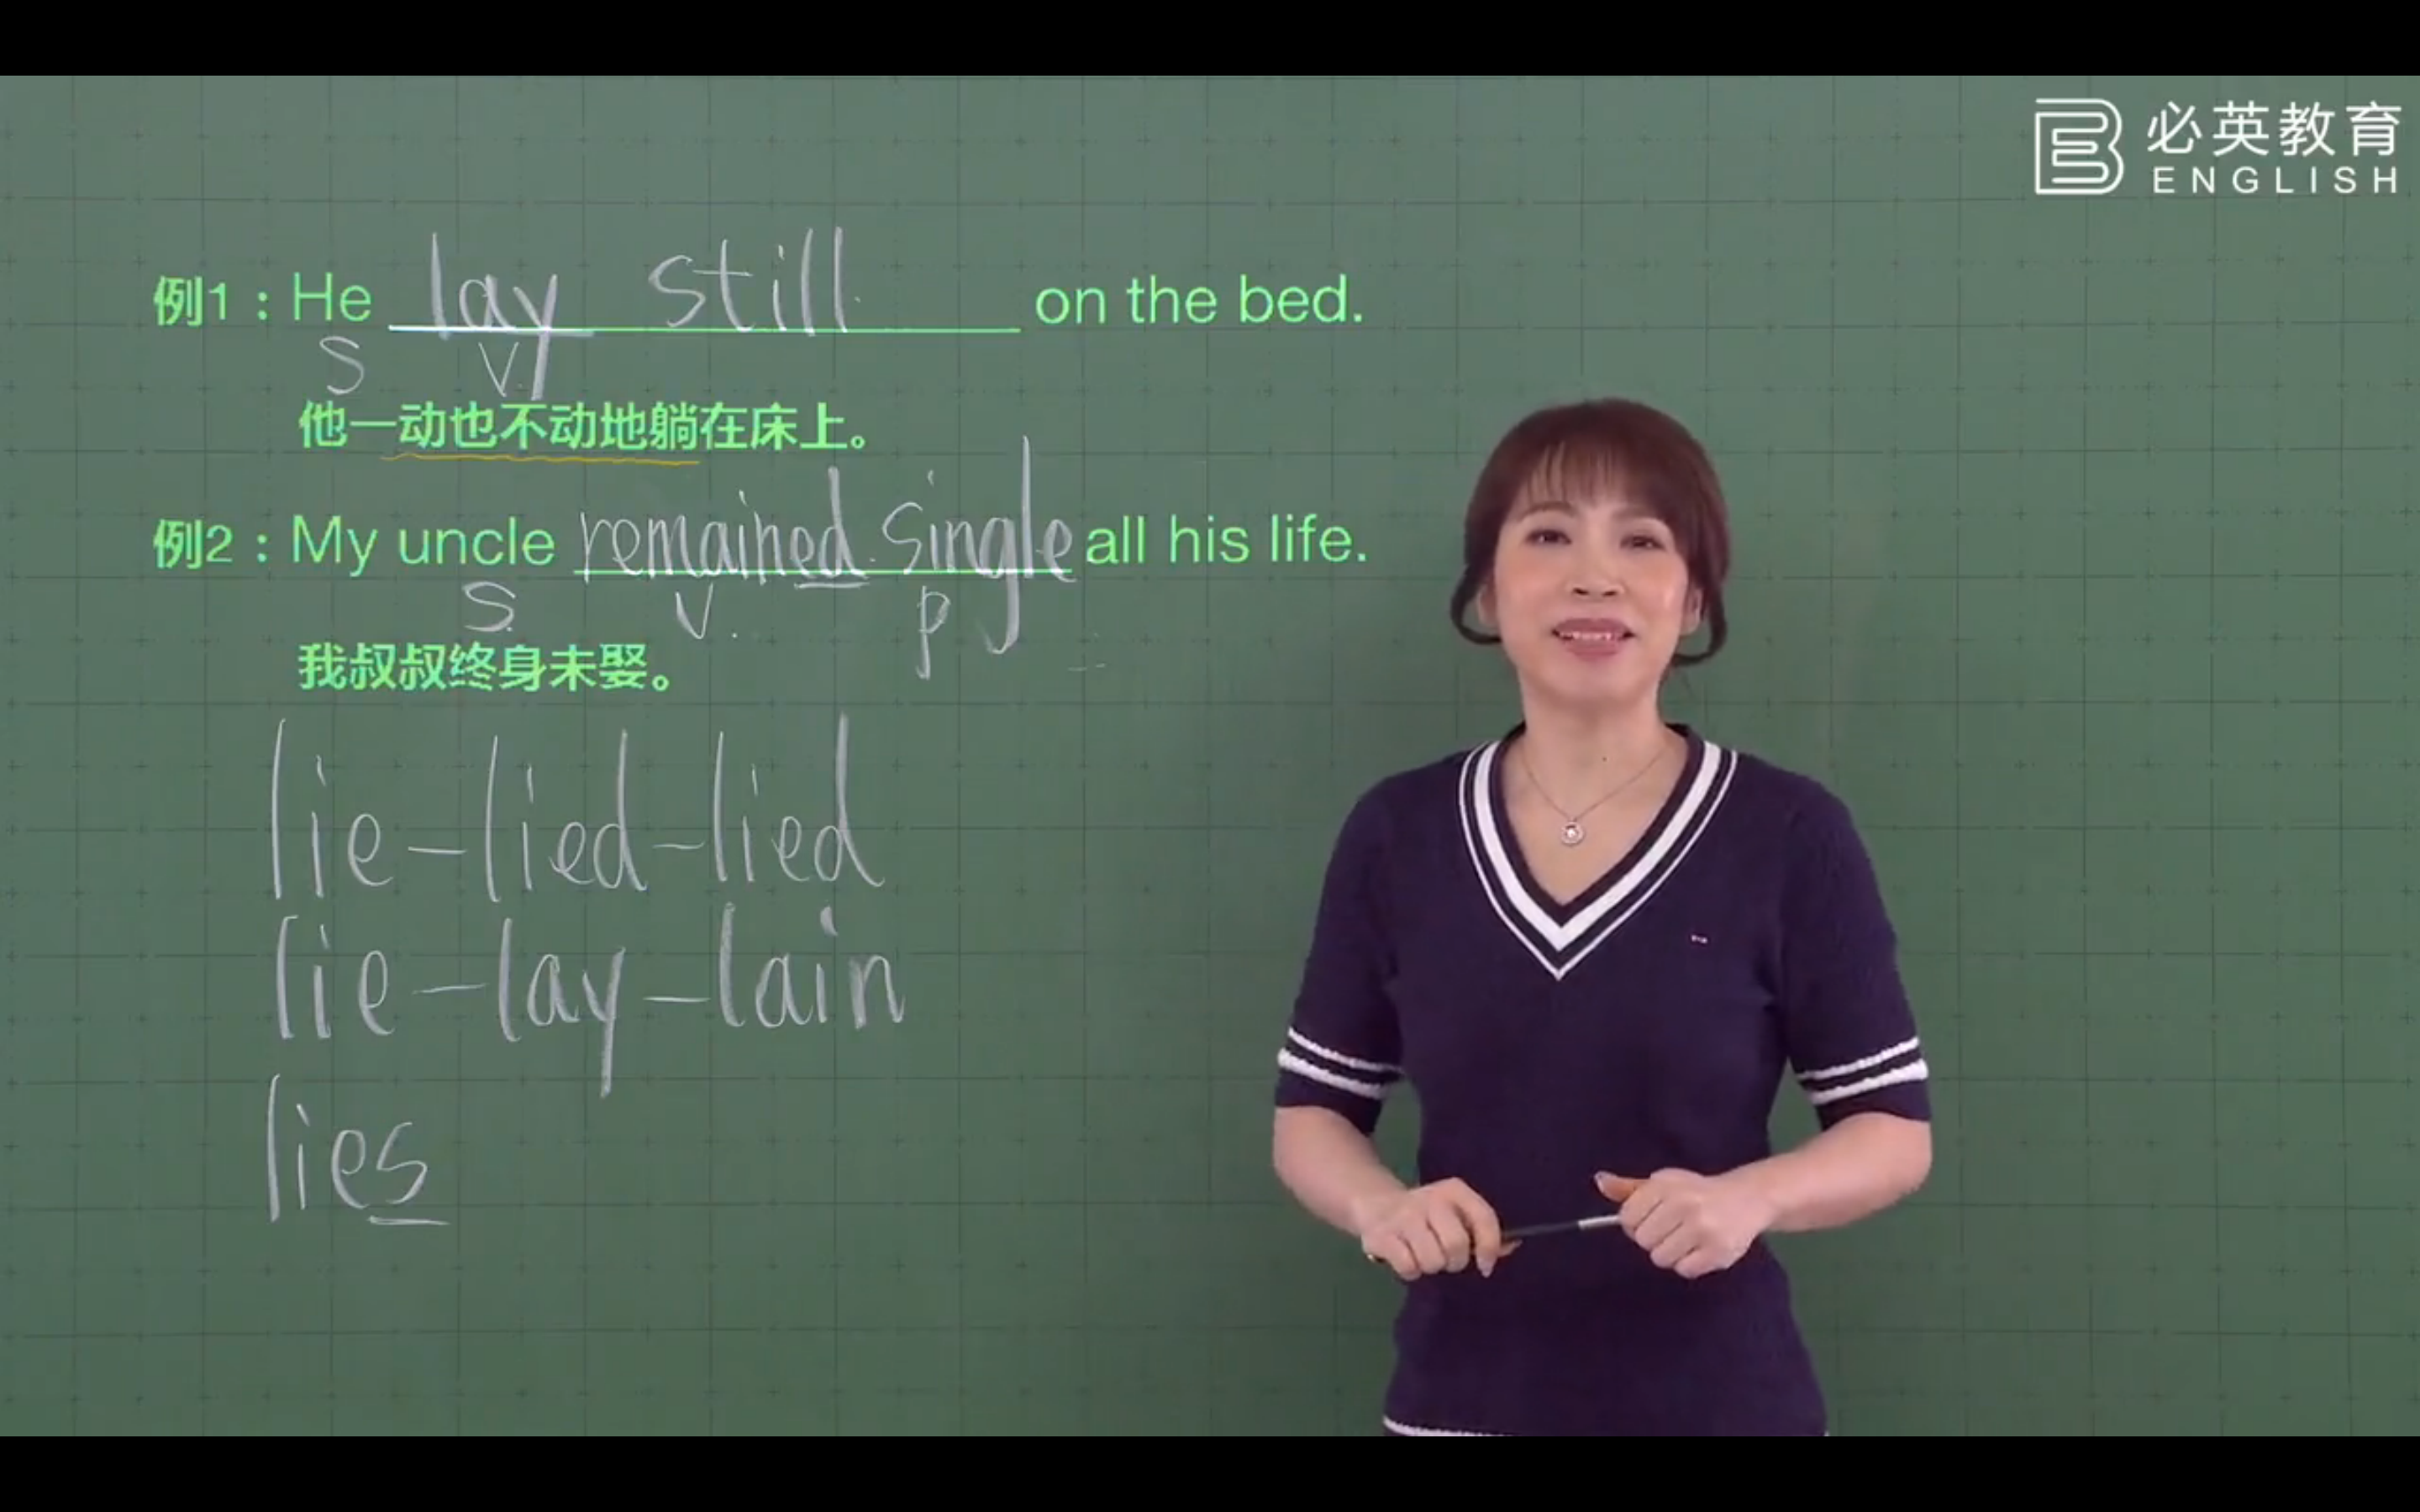 必英教育
ENGLISH
例1：He lay still on the bed.
S V.
他一动也不动地躺在床上。
例2：My uncle remained single all his life.
S. V. P
我叔叔终身未娶。
lie-lied-lied
lie-lay-lain
lies